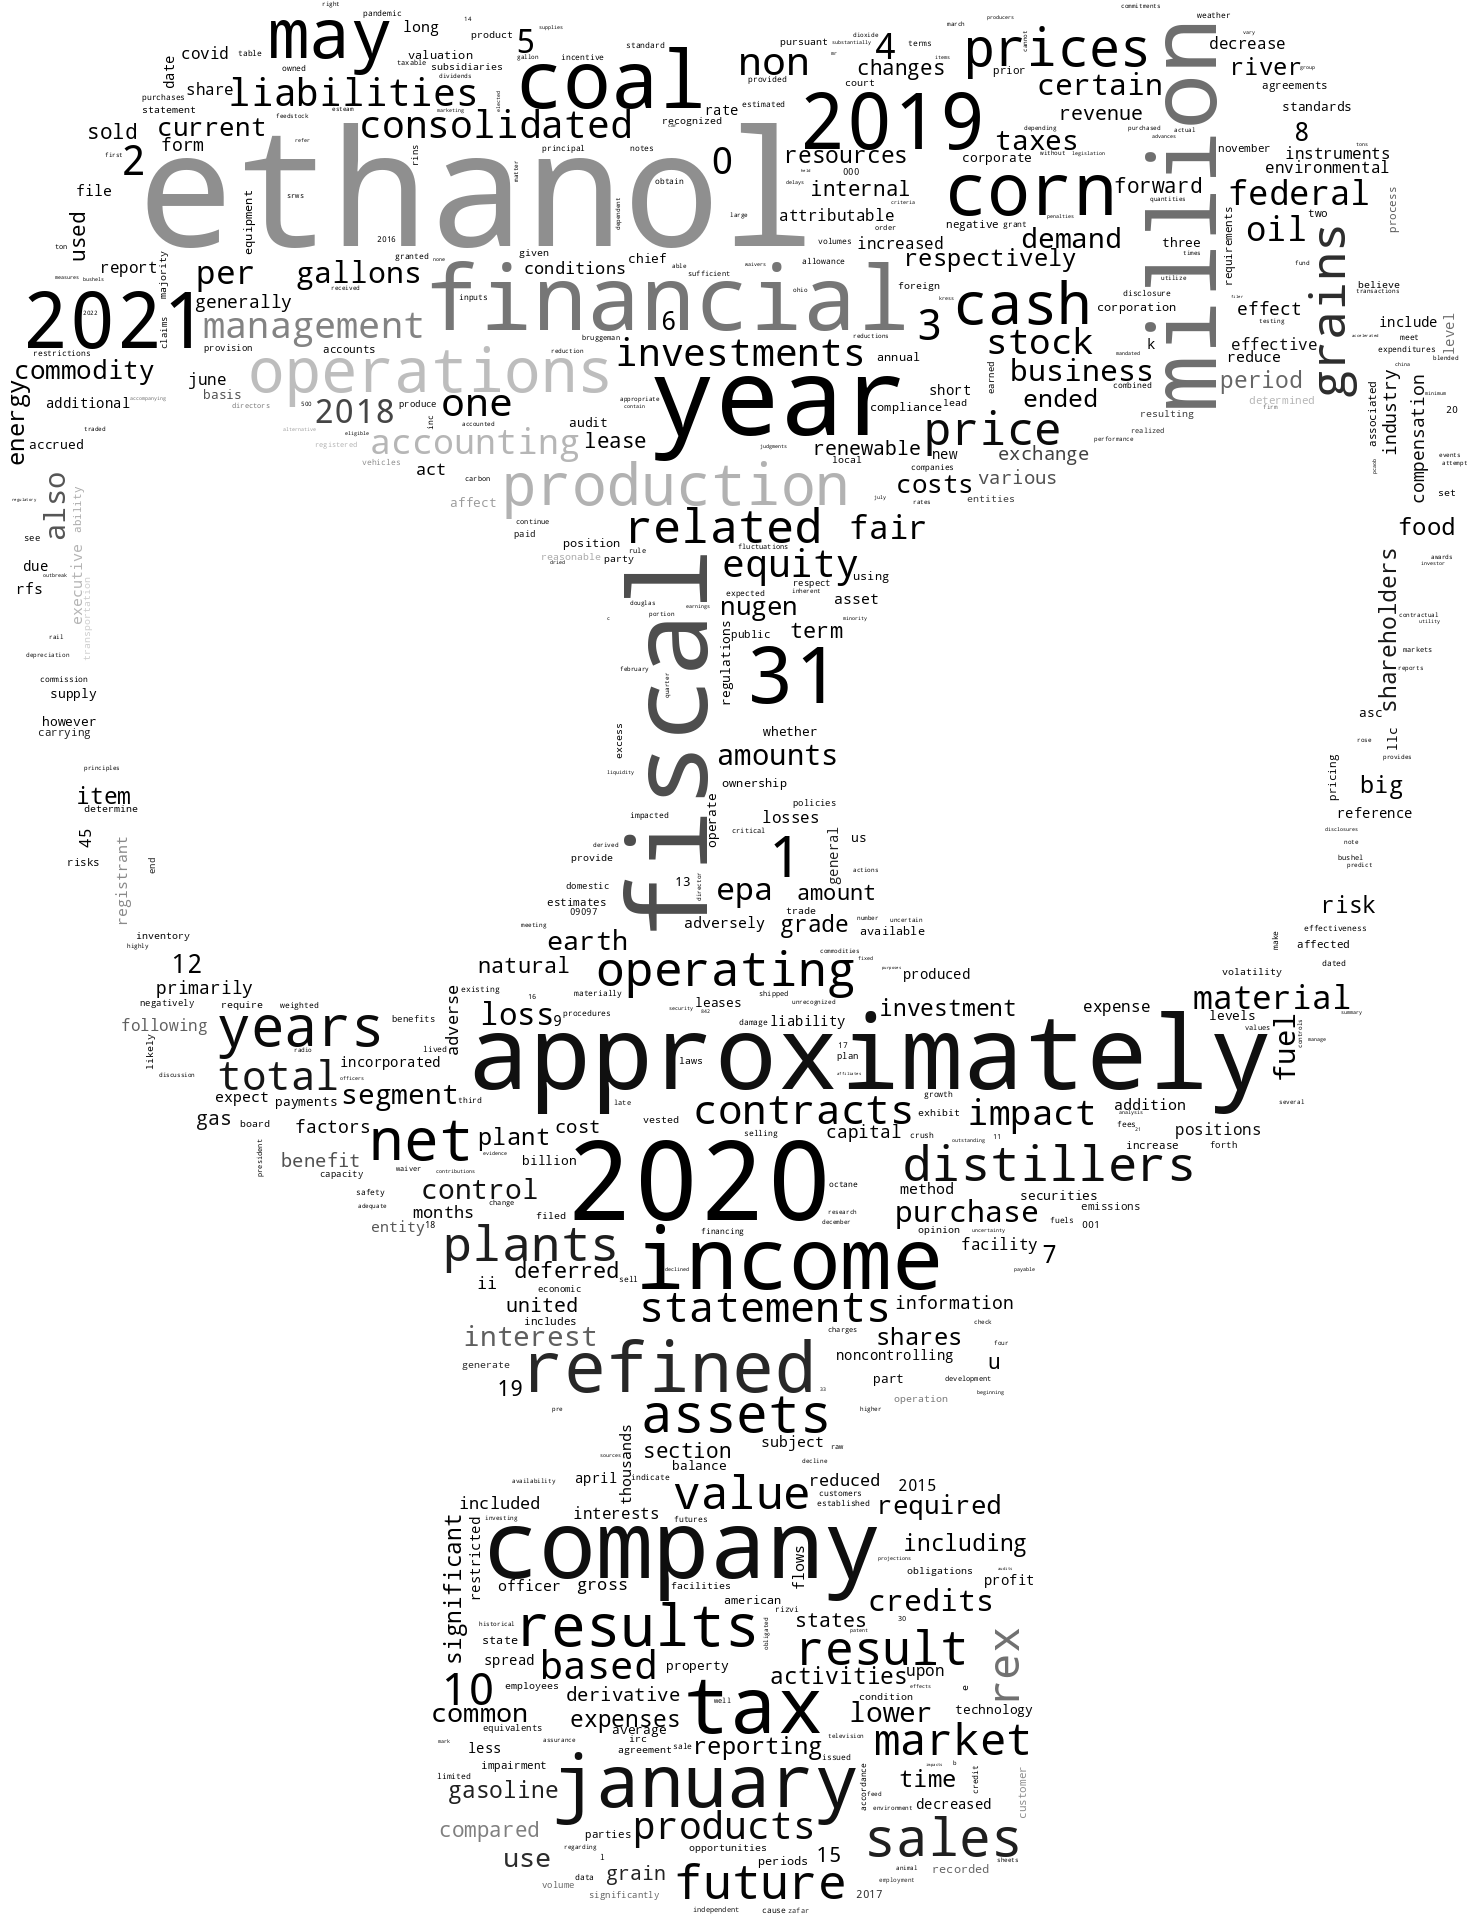 right
pandemic
may
long
14
supplies
product
5
covid
table
valuation
standard
owned
taxable
subsidiaries
gallon
incentive
date
coal
dividends
share
liabilities
purchases
statement
marketing
elected
esteam
rate
feedstock
consolidated
recognized
sold
current
form
2
first
refer
rins
principal
notes
matter
0
file
srws
obtain
ethanol
used
equipment
dependent
large
ton
2016
granted
none
given
report
majority
measures
bushels
per
gallons
conditions
chief
able
sufficient
received
2021
2022
generally
inputs
financial
claims
management
6
ohio
waivers
restrictions
provision
accounts
bruggeman
commitments
weather
producers
march
dioxide
pursuant
substantially
4
terms
cannot
prices
vary
decrease
non
mr
items
changes
prior
river
group
provided
court
certain
agreements
estimated
2019
revenue
million
standards
depending
purchased
actual
8
taxes
advances
november
tons
resources
corporate
without
legislation
instruments
000
environmental
held
delays
internal
corn
forward
federal
criteria
penalties
quantities
process
attributable
order
negative
grant
oil
two
volumes
increased
demand
three
requirements
times
allowance
respectively
fund
grains
foreign
utilize
believe
disclosure
transactions
kress
cash
corporation
filer
effect
3
testing
include
level
reductions
stock
k
effective
accelerated
meet
mandated
reduce
expenditures
investments
annual
combined
blended
commodity
june
operations
reduction
business
period
china
basis
earned
short
year
energy
additional
accompanying
directors
500
2018
produce
one
appropriate
contain
compliance
lead
ended
determined
minimum
firm
20
resulting
traded
alternative
eligible
inc
accounted
audit
price
realized
associated
industry
compensation
accrued
registered
accounting
lease
judgments
renewable
performance
new
exchange
events
vehicles
act
local
companies
pcaob
attempt
carbon
costs
various
regulatory
also
ability
affect
production
july
rates
entities
set
see
continue
paid
related
fair
food
due
outbreak
executive
position
reasonable
party
rule
dried
fluctuations
equity
using
awards
investor
rfs
transportation
respect
inherent
expected
nugen
asset
shareholders
douglas
earnings
portion
minority
c
contractual
utility
rail
fiscal
public
term
regulations
depreciation
february
31
markets
reports
commission
quarter
supply
asc
however
carrying
excess
whether
llc
rose
amounts
provides
principles
liquidity
ownership
pricing
item
determine
big
policies
impacted
losses
reference
45
operate
critical
disclosures
derived
1
general
us
note
risks
registrant
end
provide
bushel
predict
actions
domestic
13
director
epa
amount
estimates
09097
trade
risk
meeting
adversely
grade
number
uncertain
available
effectiveness
inventory
highly
earth
commodities
fixed
make
affected
12
natural
operating
purposes
produced
volatility
dated
primarily
existing
materially
shipped
negatively
require
weighted
16
leases
unrecognized
investment
expense
material
security
842
summary
following
years
benefits
adverse
loss
9
procedures
damage
liability
levels
values
fuel
controls
manage
likely
radio
lived
17
plan
approximately
laws
incorporated
discussion
total
officers
affiliates
expect
payments
segment
third
late
growth
several
contracts
exhibit
impact
addition
analysis
gas
board
factors
vested
fees
21
positions
cost
plant
selling
capital
crush
outstanding
11
increase
forth
president
net
evidence
benefit
billion
waiver
contributions
distillers
capacity
2020
octane
method
safety
control
securities
adequate
change
research
purchase
emissions
months
filed
december
entity
18
fuels
001
financing
opinion
uncertainty
facility
7
plants
income
deferred
declined
payable
ii
economic
sell
united
statements
information
includes
check
interest
charges
shares
four
noncontrolling
u
generate
refined
part
development
19
33
beginning
operation
pre
assets
higher
subject
section
raw
sources
balance
decline
thousands
availability
april
indicate
value
reduced
2015
customers
included
established
required
interests
futures
investing
significant
restricted
company
including
flows
projections
obligations
audits
officer
gross
facilities
profit
american
credits
rizvi
historical
results
obligated
states
30
state
patent
result
rex
spread
based
property
activities
upon
10
employees
derivative
effects
e
condition
well
tax
common
expenses
lower
technology
equivalents
average
irc
television
mark
assurance
less
agreement
sale
reporting
issued
market
impairment
impacts
b
limited
january
accordance
time
credit
customer
gasoline
feed
environment
decreased
compared
parties
products
sales
regarding
opportunities
use
1
periods
15
sheets
data
grain
animal
recorded
volume
future
employment
significantly
2017
independent
cause
zafar